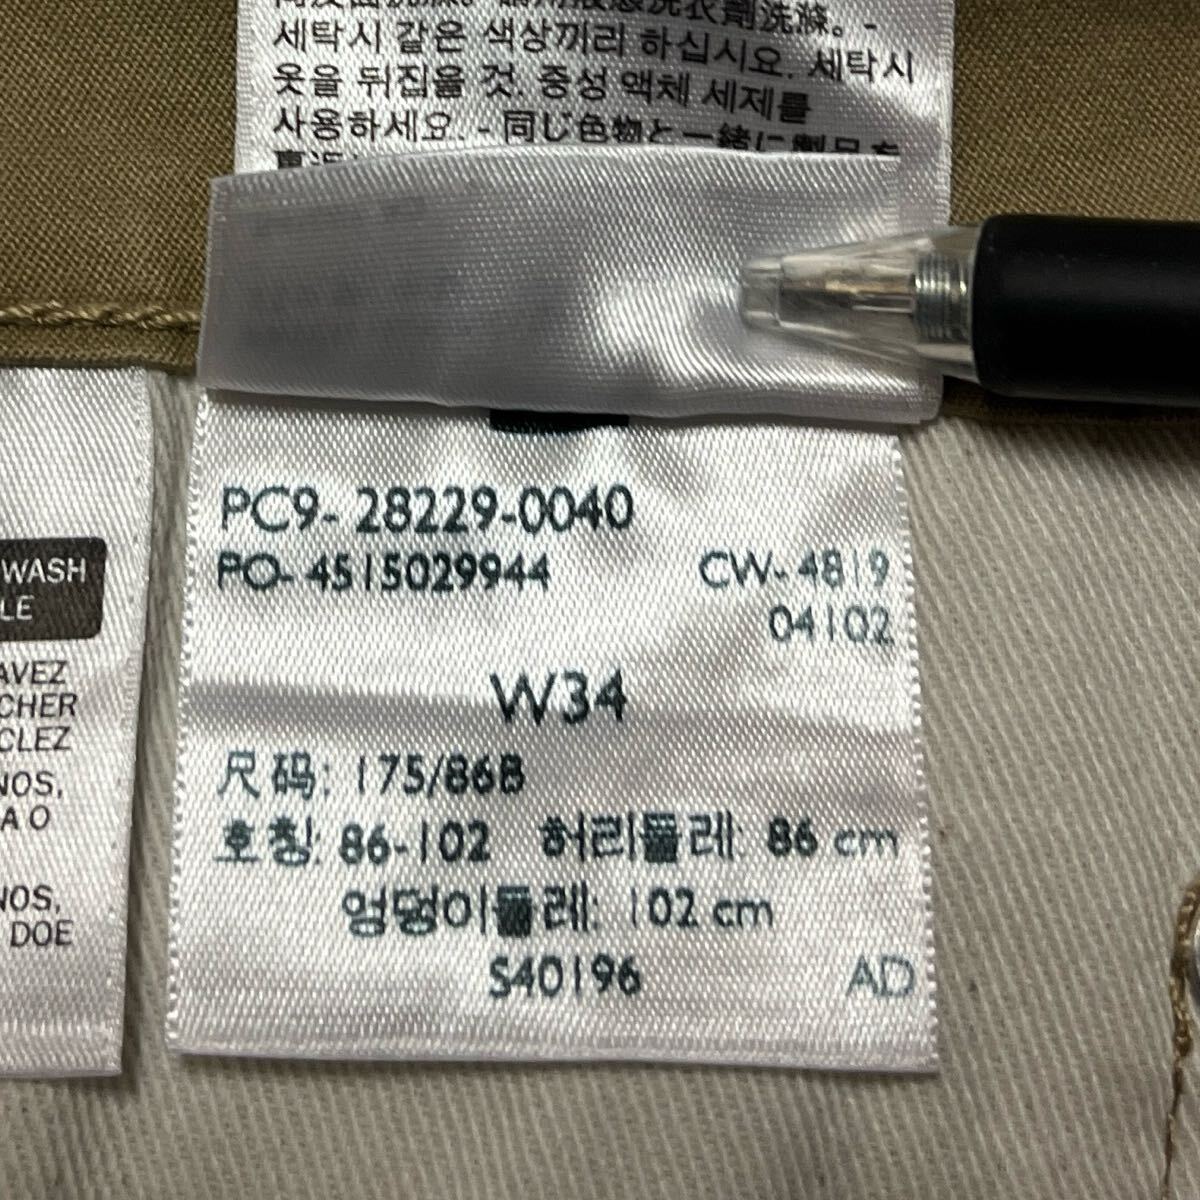 세탁시 같은 색상끼리 하십시요. 세탁시
옷을 뒤집을 것. 중성 액체 세제를
사용하세요. - 同じ色物と一緒に
PC9- 28229-0040
PO- 4515029944
CW- 4819
04102
W34
尺码: 175/86B
호칭: 86-102 허리둘레: 86 cm
엉덩이둘레: 102 cm
S40196 AD
WASH
LE
AVEZ
CHER
CLEZ
NOS,
A O
NOS,
DOE